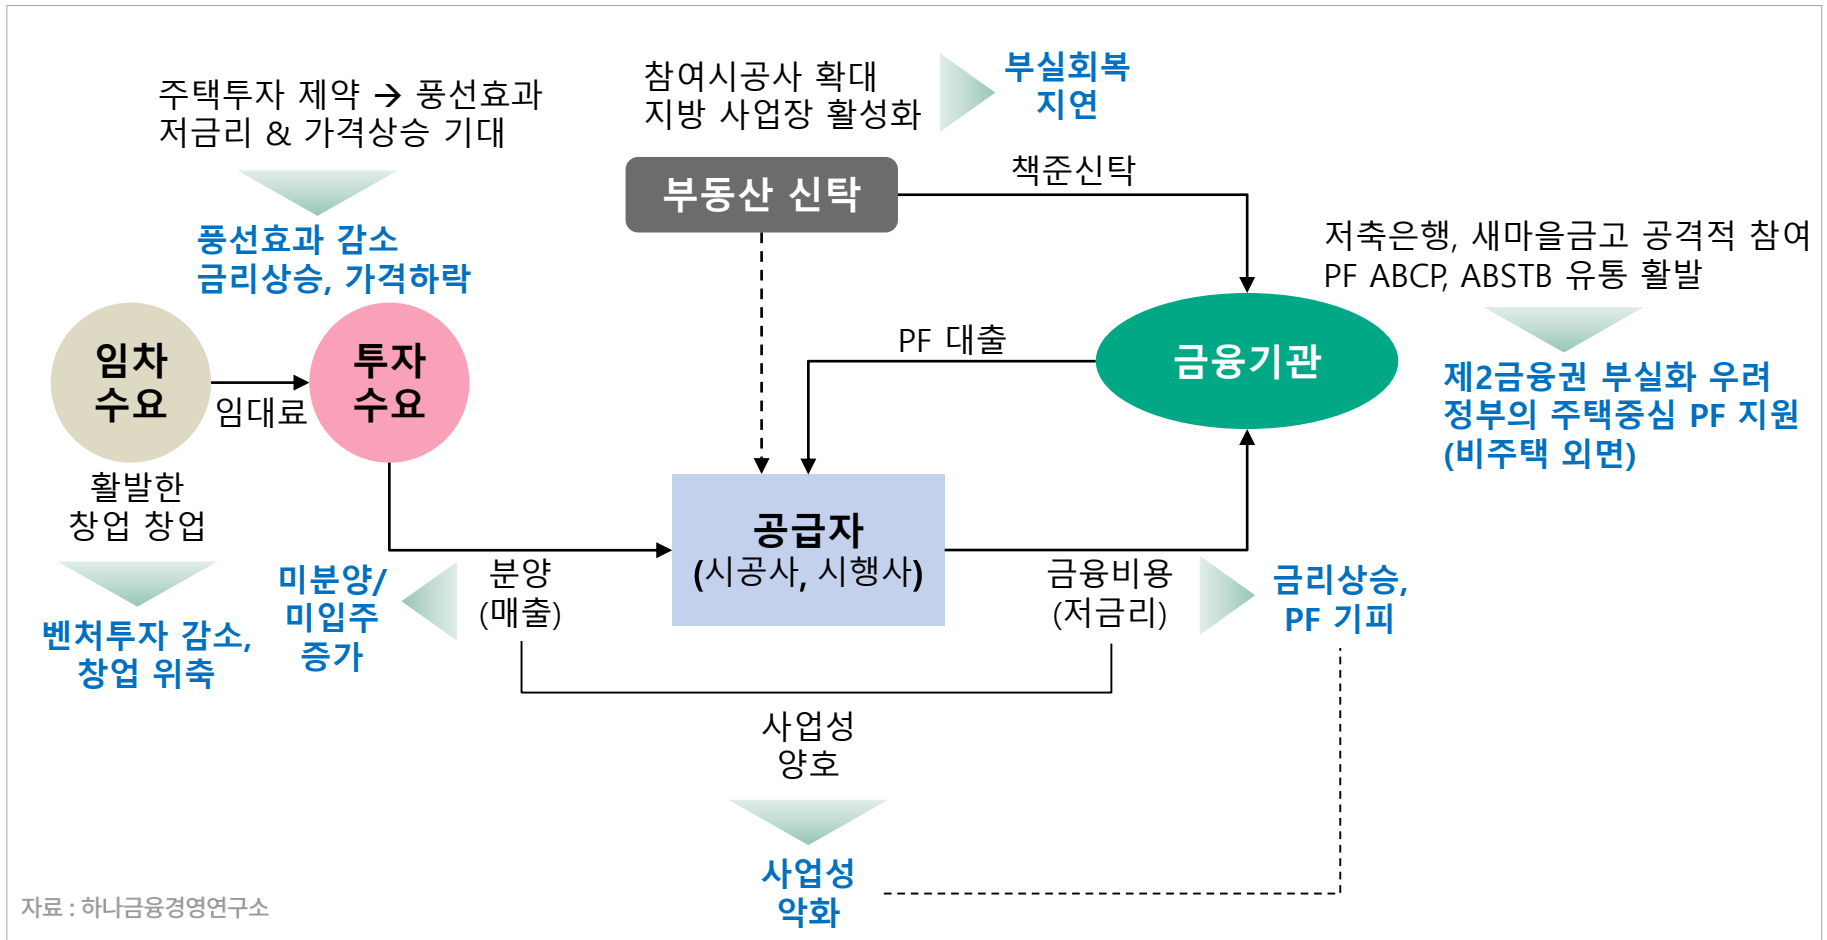 주택투자 제약 → 풍선효과
저금리 & 가격상승 기대
풍선효과 감소
금리상승, 가격하락
참여시공사 확대
지방 사업장 활성화
부실회복
지연
부동산 신탁
책준신탁
저축은행, 새마을금고 공격적 참여
PF ABCP, ABSTB 유통 활발
제2금융권 부실화 우려
정부의 주택중심 PF 지원
(비주택 외면)
임차
수요
임대료
투자
수요
PF 대출
금융기관
활발한
창업 창업
벤처투자 감소,
창업 위축
미분양/
미입주
증가
분양
(매출)
공급자
(시공사, 시행사)
금융비용
(저금리)
금리상승,
PF 기피
사업성
양호
사업성
악화
자료 : 하나금융경영연구소